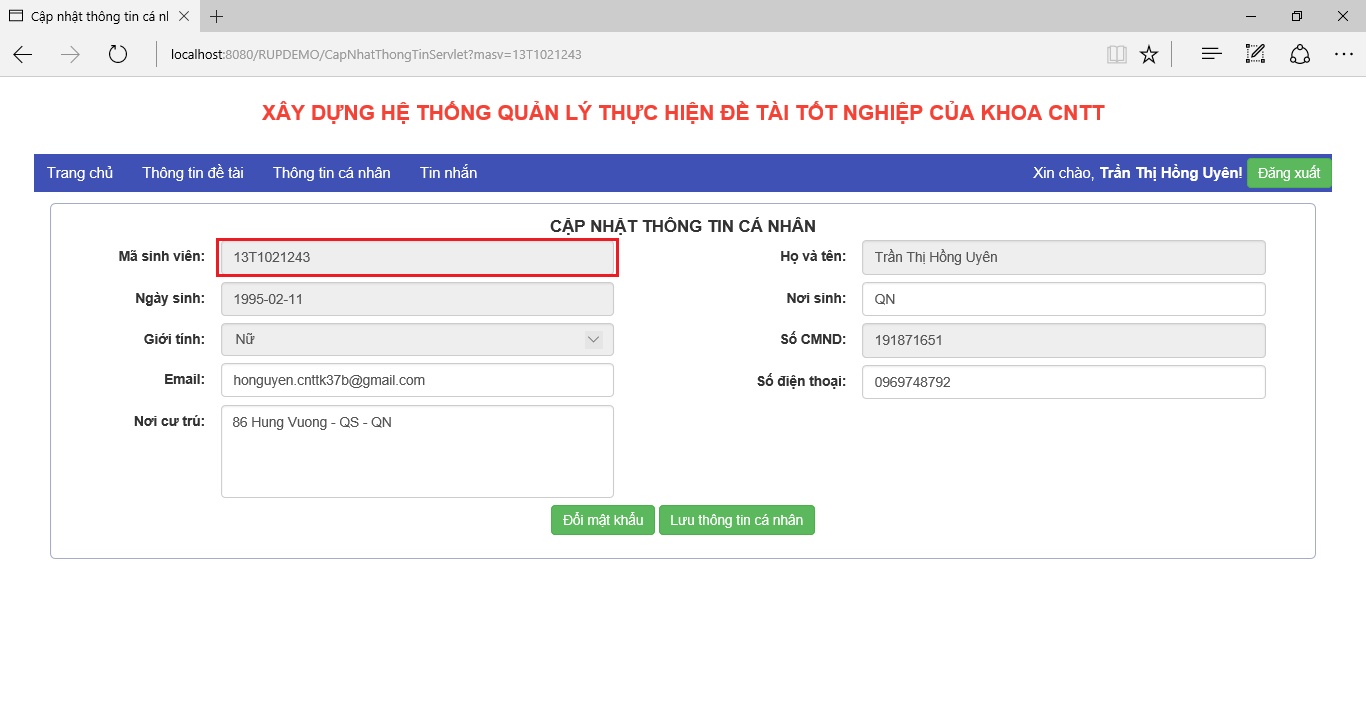 Cập nhật thông tin cá nl
localhost:8080/RUPDEMO/CapNhatThongTinServlet?masv=13T1021243
XÂY DỰNG HỆ THỐNG QUẢN LÝ THỰC HIỆN ĐỀ TÀI TỐT NGHIỆP CỦA KHOA CNTT
Trang chủ Thông tin đề tài Thông tin cá nhân Tin nhắn Xin chào, Trần Thị Hồng Uyên! Đăng xuất
CẬP NHẬT THÔNG TIN CÁ NHÂN
Mã sinh viên: 13T1021243 Họ và tên: Trần Thị Hồng Uyên
Ngày sinh: 1995-02-11 Nơi sinh: QN
Giới tính: Nữ Số CMND: 191871651
Email: honguyen.cnttk37b@gmail.com Số điện thoại: 0969748792
Nơi cư trú: 86 Hung Vuong - QS - QN
Đổi mật khẩu Lưu thông tin cá nhân